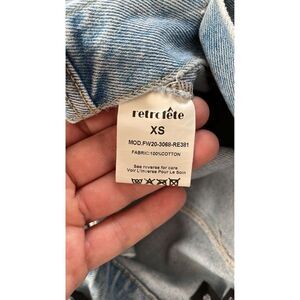 retrofête
XS
MOD.FW20-3068-RE381
FABRIC:100%COTTON
See reverse for care
Voir L'inverse Pour Le Soin